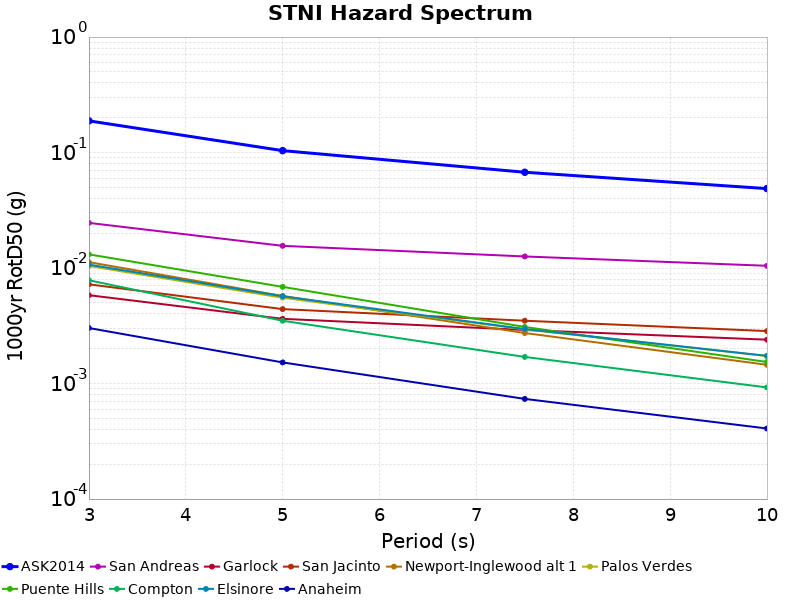 STNI Hazard Spectrum
10^0
10^-1
10^-2
10^-3
10^-4
1000yr RotD50 (g)
3 4 5 6 7 8 9 10
Period (s)
ASK2014 San Andreas Garlock San Jacinto Newport-Inglewood alt 1 Palos Verdes
Puente Hills Compton Elsinore Anaheim